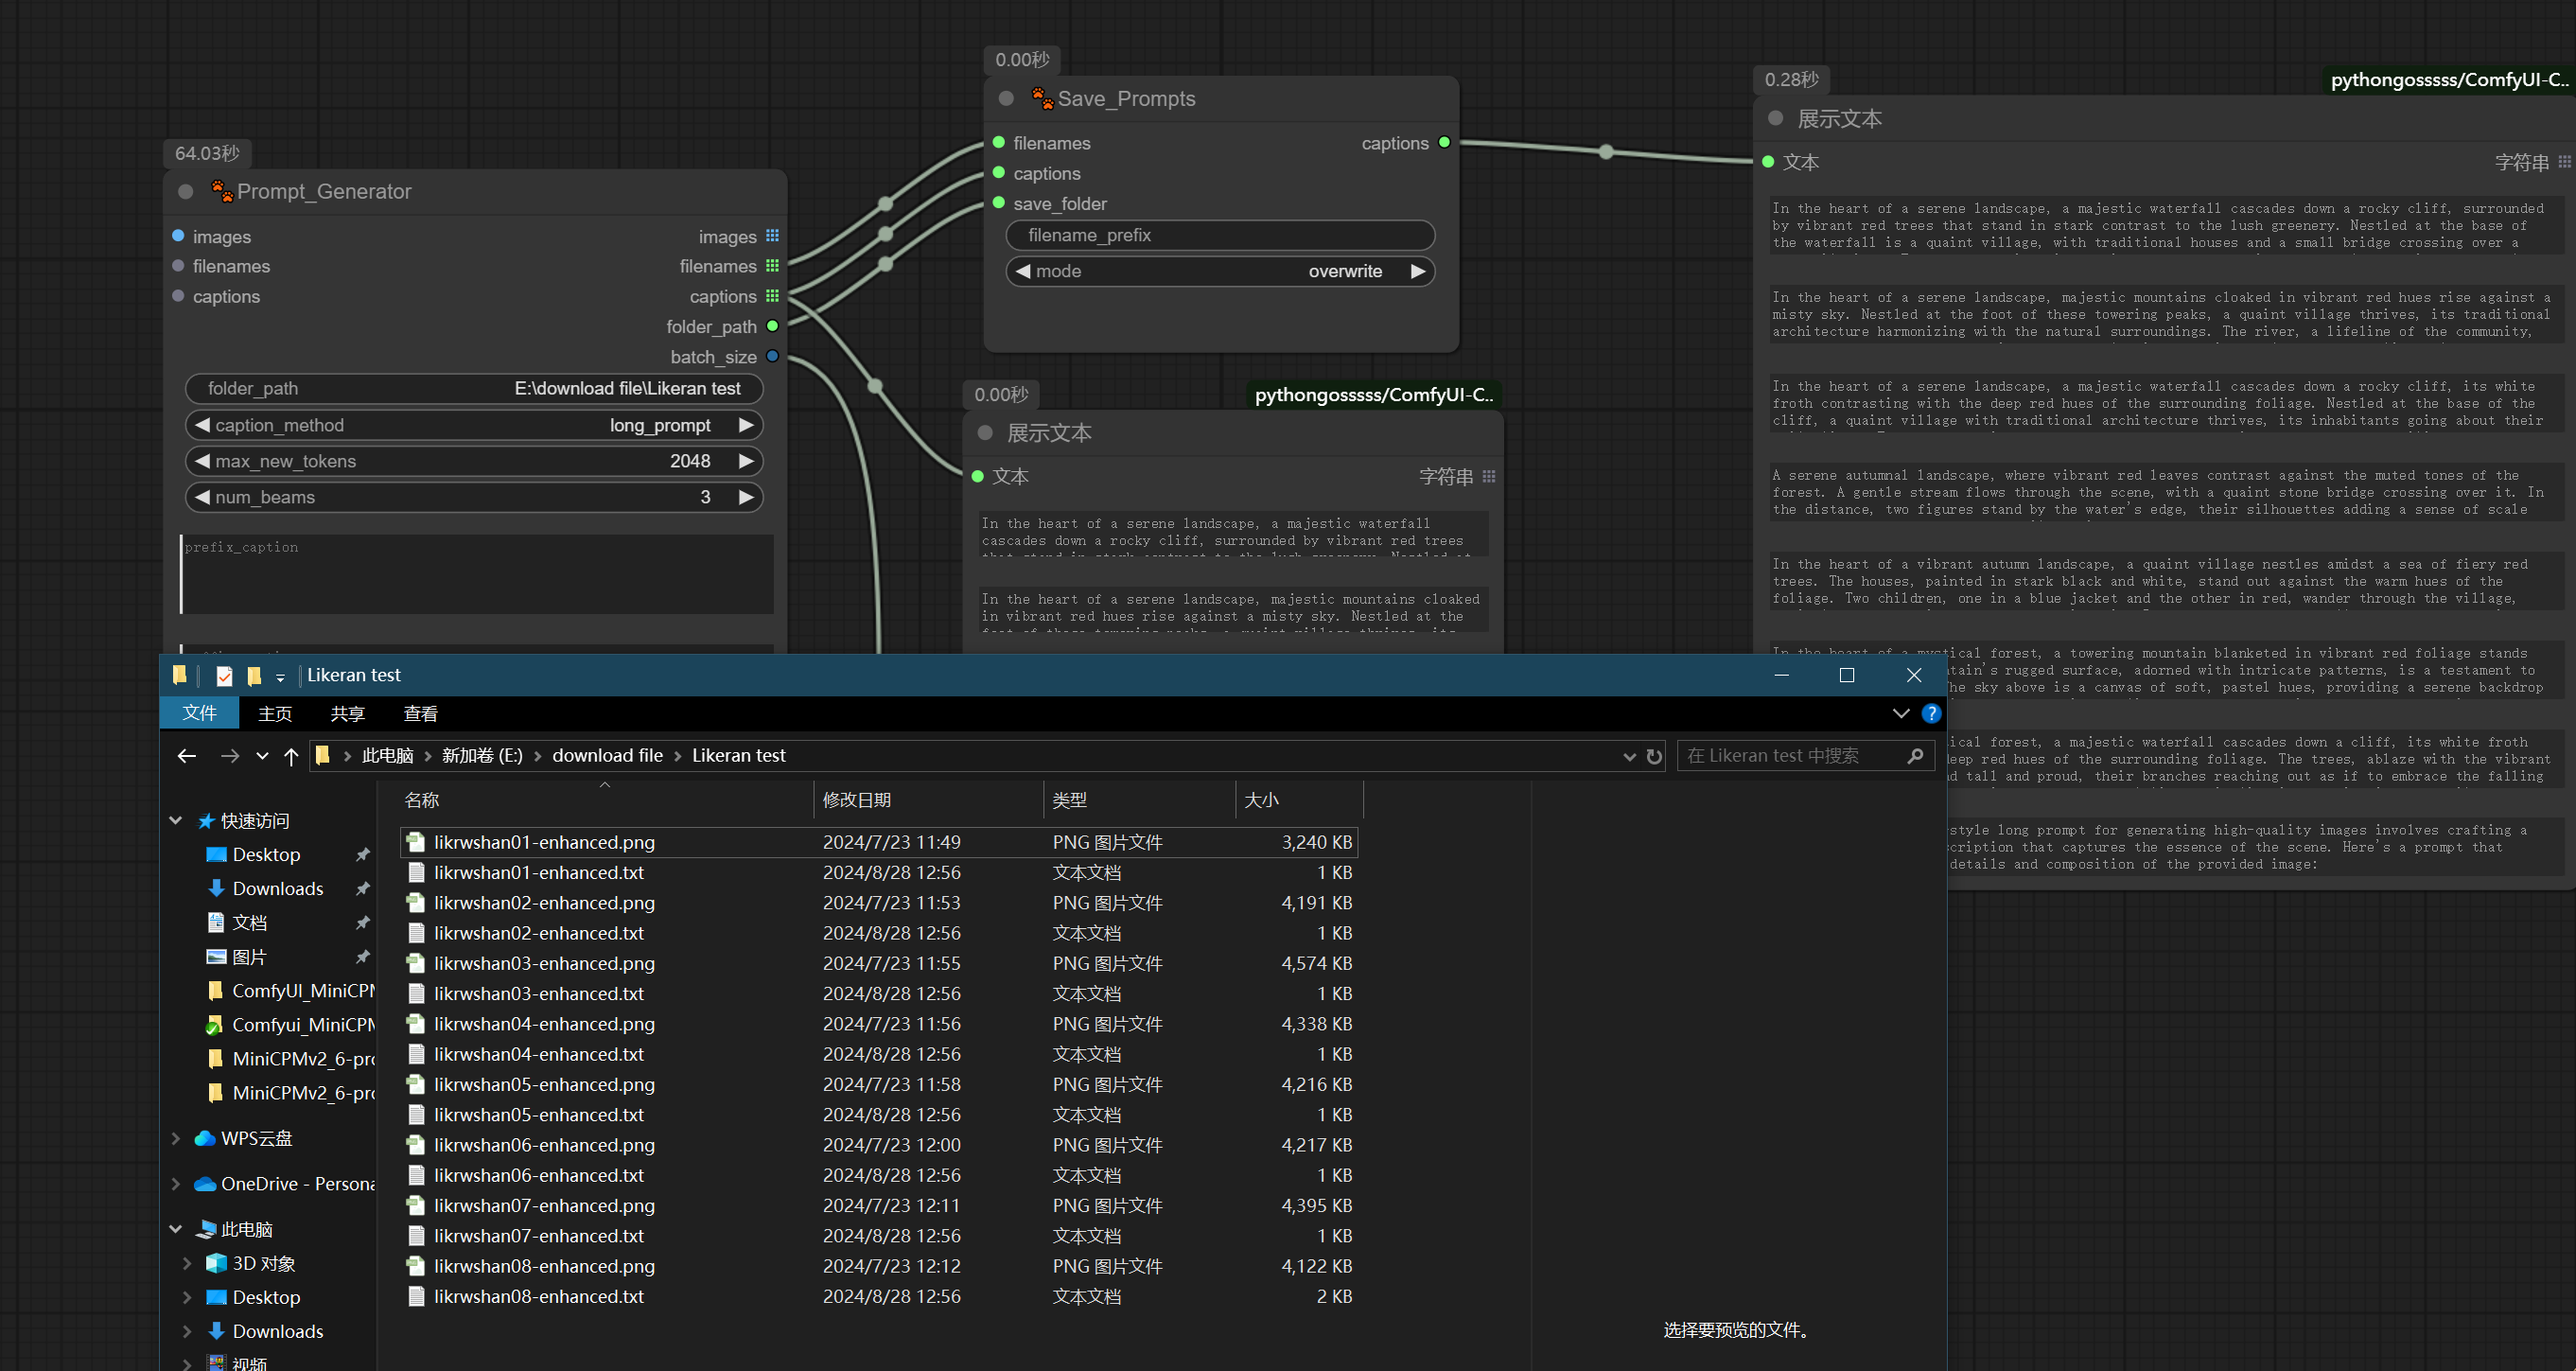 64.03秒
Prompt_Generator
images
images
filenames
filenames
captions
captions
folder_path
batch_size
folder_path
E:\download file\Likeran test
caption_method
long_prompt
max_new_tokens
2048
num_beams
3
prefix_caption
0.00秒
Save_Prompts
filenames
captions
captions
save_folder
filename_prefix
mode
overwrite
0.00秒
pythongosssss/ComfyUI-C..
展示文本
文本
字符串
In the heart of a serene landscape, a majestic waterfall
cascades down a rocky cliff, surrounded by vibrant red trees
In the heart of a serene landscape, majestic mountains cloaked
in vibrant red hues rise against a misty sky. Nestled at the
0.28秒
pythongosssss/ComfyUI-C..
展示文本
文本
字符串
In the heart of a serene landscape, a majestic waterfall cascades down a rocky cliff, surrounded
by vibrant red trees that stand in stark contrast to the lush greenery. Nestled at the base of
the waterfall is a quaint village, with traditional houses and a small bridge crossing over a
In the heart of a serene landscape, majestic mountains cloaked in vibrant red hues rise against a
misty sky. Nestled at the foot of these towering peaks, a quaint village thrives, its traditional
architecture harmonizing with the natural surroundings. The river, a lifeline of the community,
In the heart of a serene landscape, a majestic waterfall cascades down a rocky cliff, its white
froth contrasting with the deep red hues of the surrounding foliage. Nestled at the base of the
cliff, a quaint village with traditional architecture thrives, its inhabitants going about their
A serene autumnal landscape, where vibrant red leaves contrast against the muted tones of the
forest. A gentle stream flows through the scene, with a quaint stone bridge crossing over it. In
the distance, two figures stand by the water's edge, their silhouettes adding a sense of scale
In the heart of a vibrant autumn landscape, a quaint village nestles amidst a sea of fiery red
trees. The houses, painted in stark black and white, stand out against the warm hues of the
foliage. Two children, one in a blue jacket and the other in red, wander through the village,
In the heart of a mystical forest, a towering mountain blanketed in vibrant red foliage stands
tain's rugged surface, adorned with intricate patterns, is a testament to
he sky above is a canvas of soft, pastel hues, providing a serene backdrop
ical forest, a majestic waterfall cascades down a cliff, its white froth
eep red hues of the surrounding foliage. The trees, ablaze with the vibrant
d tall and proud, their branches reaching out as if to embrace the falling
style long prompt for generating high-quality images involves crafting a
cription that captures the essence of the scene. Here's a prompt that
details and composition of the provided image:
Likeran test
文件 主页 共享 查看
此电脑 新加卷 (E:) download file Likeran test
在 Likeran test 中搜索
快速访问
Desktop
Downloads
文档
图片
ComfyUI_MiniCPM
Comfyui_MiniCPM
MiniCPMv2_6-pro
MiniCPMv2_6-pro
WPS云盘
OneDrive - Persona
此电脑
3D 对象
Desktop
Downloads
视频
名称 修改日期 类型 大小
likrwshan01-enhanced.png 2024/7/23 11:49 PNG 图片文件 3,240 KB
likrwshan01-enhanced.txt 2024/8/28 12:56 文本文档 1 KB
likrwshan02-enhanced.png 2024/7/23 11:53 PNG 图片文件 4,191 KB
likrwshan02-enhanced.txt 2024/8/28 12:56 文本文档 1 KB
likrwshan03-enhanced.png 2024/7/23 11:55 PNG 图片文件 4,574 KB
likrwshan03-enhanced.txt 2024/8/28 12:56 文本文档 1 KB
likrwshan04-enhanced.png 2024/7/23 11:56 PNG 图片文件 4,338 KB
likrwshan04-enhanced.txt 2024/8/28 12:56 文本文档 1 KB
likrwshan05-enhanced.png 2024/7/23 11:58 PNG 图片文件 4,216 KB
likrwshan05-enhanced.txt 2024/8/28 12:56 文本文档 1 KB
likrwshan06-enhanced.png 2024/7/23 12:00 PNG 图片文件 4,217 KB
likrwshan06-enhanced.txt 2024/8/28 12:56 文本文档 1 KB
likrwshan07-enhanced.png 2024/7/23 12:11 PNG 图片文件 4,395 KB
likrwshan07-enhanced.txt 2024/8/28 12:56 文本文档 1 KB
likrwshan08-enhanced.png 2024/7/23 12:12 PNG 图片文件 4,122 KB
likrwshan08-enhanced.txt 2024/8/28 12:56 文本文档 2 KB
选择要预览的文件。